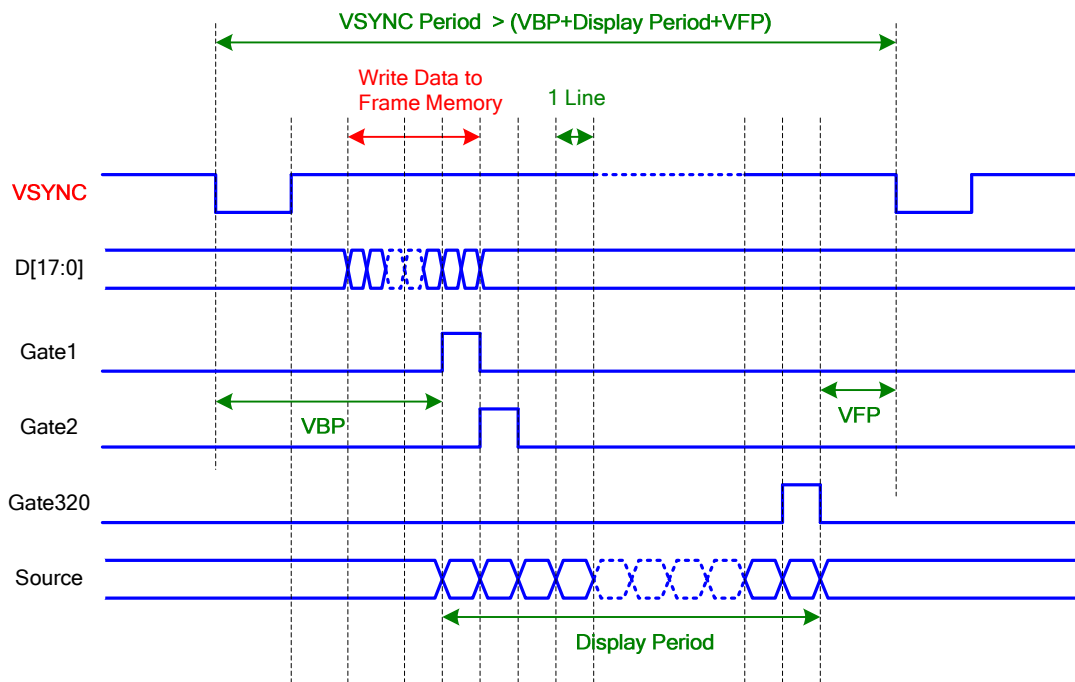 VSYNC Period > (VBP+Display Period+VFP)
Write Data to
Frame Memory
1 Line
VSYNC
D[17:0]
Gate1
VBP
VFP
Gate2
Gate320
Source
Display Period